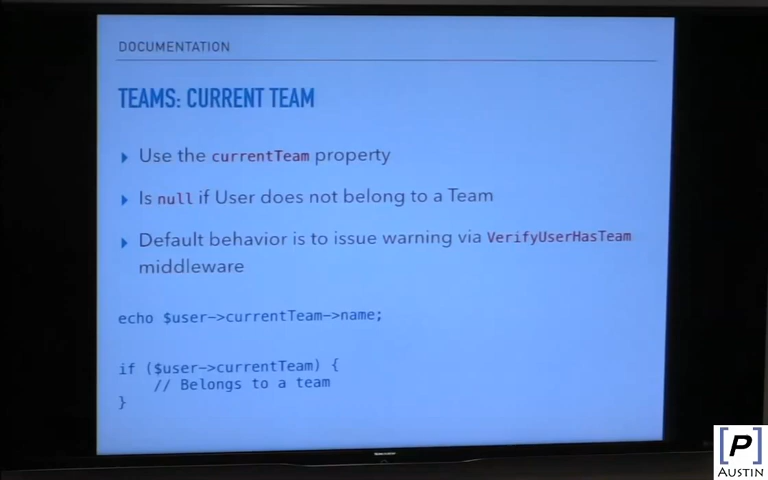 DOCUMENTATION
TEAMS: CURRENT TEAM
Use the currentTeam property
Is null if User does not belong to a Team
Default behavior is to issue warning via VerifyUserHasTeam
middleware
echo $user->currentTeam->name;
if ($user->currentTeam) {
// Belongs to a team
}
[P]
AUSTIN